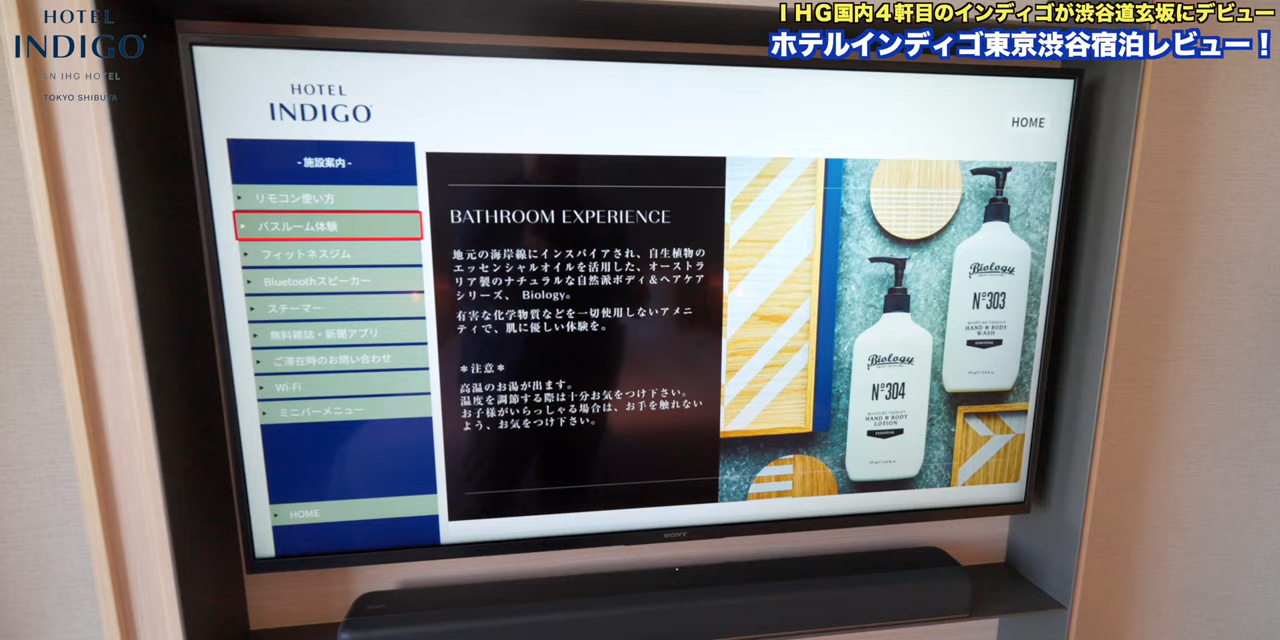 HOTEL
INDIGO
AN IHG HOTEL
TOKYO SHIBUYA
IHG国内4軒目のインディゴが渋谷道玄坂にデビュー
ホテルインディゴ東京渋谷宿泊レビュー！
HOTEL
INDIGO
HOME
- 施設案内 -
リモコン使い方
バスルーム体験
フィットネスジム
Bluetoothスピーカー
スチーマー
無料雑誌・新聞アプリ
ご滞在時のお問い合わせ
Wi-Fi
ミニバーメニュー
HOME
BATHROOM EXPERIENCE
地元の海岸線にインスパイアされ、自生植物の
エッセンシャルオイルを活用した、オースト
ラリア製のナチュラルな自然派ボディ＆ヘアケア
シリーズ、 Biology。
有害な化学物質などを一切使用しないアメニ
ティで、肌に優しい体験を。
＊注意＊
高温のお湯が出ます。
温度を調節する際は十分お気をつけ下さい。
お子様がいらっしゃる場合は、お手を触れない
よう、お気をつけ下さい。
Biology
Nº303
MOISTURE THERAPY
HAND & BODY
WASH
ESSENTIAL
Biology
Nº304
MOISTURE THERAPY
HAND & BODY
LOTION
ESSENTIAL
SONY